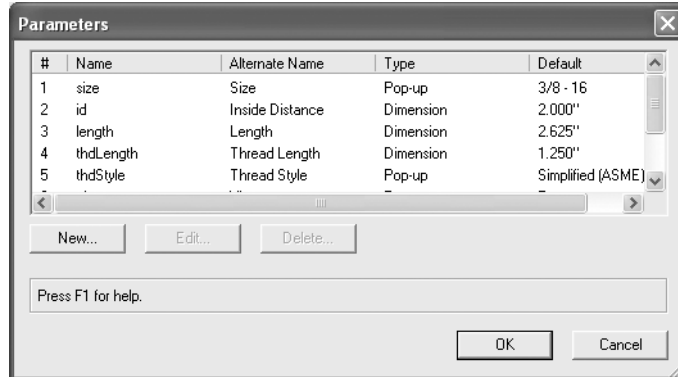 Parameters
# Name Alternate Name Type Default
1 size Size Pop-up 3/8 - 16
2 id Inside Distance Dimension 2.000"
3 length Length Dimension 2.625"
4 thdLength Thread Length Dimension 1.250"
5 thdStyle Thread Style Pop-up Simplified (ASME)
New... Edit... Delete...
Press F1 for help.
OK Cancel